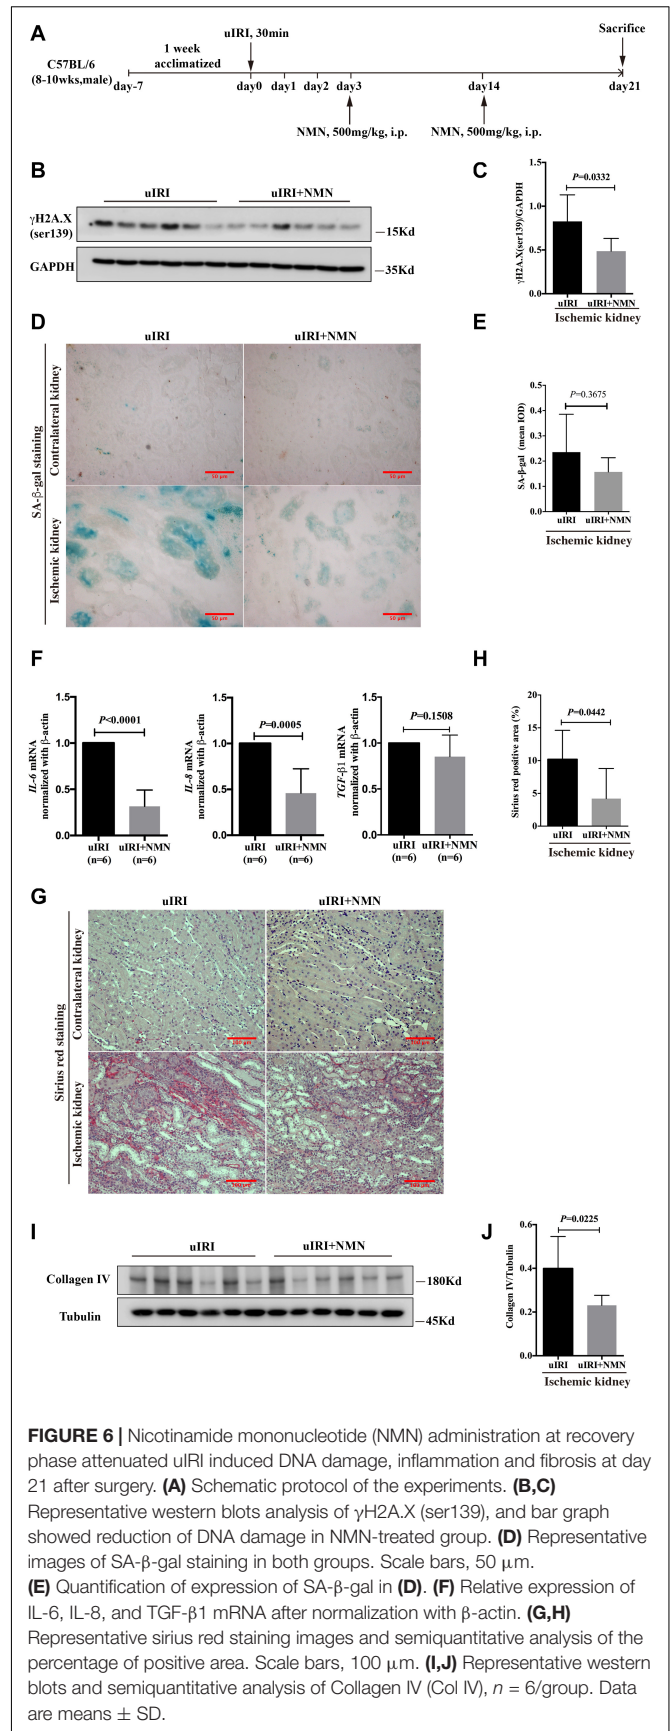 A
uIRI, 30min
Sacrifice
1 week
acclimatized
C57BL/6
(8-10wks,male)
day-7
day0
day1
day2
day3
day14
day21
NMN, 500mg/kg, i.p.
NMN, 500mg/kg, i.p.
B
uIRI
uIRI+NMN
γH2A.X
(ser139)
15Kd
GAPDH
35Kd
C
γH2A.X(ser139)/GAPDH
1.5
1.0
0.5
0.0
P=0.0332
uIRI
uIRI+NMN
Ischemic kidney
D
uIRI
uIRI+NMN
SA-β-gal staining
Contralateral kidney
Ischemic kidney
50 μm
50 μm
50 μm
50 μm
E
SA-β-gal (mean IOD)
0.5
0.4
0.3
0.2
0.1
0.0
P=0.3675
uIRI
uIRI+NMN
Ischemic kidney
F
IL-6 mRNA
normalized with β-actin
1.5
1.0
0.5
0.0
P<0.0001
uIRI
(n=6)
uIRI+NMN
(n=6)
IL-8 mRNA
normalized with β-actin
1.5
1.0
0.5
0.0
P=0.0005
uIRI
(n=6)
uIRI+NMN
(n=6)
TGF-β1 mRNA
normalized with β-actin
1.5
1.0
0.5
0.0
P=0.1508
uIRI
(n=6)
uIRI+NMN
(n=6)
H
Sirius red positive area (%)
20
15
10
5
0
P=0.0442
uIRI
uIRI+NMN
Ischemic kidney
G
uIRI
uIRI+NMN
Sirius red staining
Contralateral kidney
Ischemic kidney
100 μm
100 μm
100 μm
100 μm
I
uIRI
uIRI+NMN
Collagen IV
180Kd
Tubulin
45Kd
J
Collagen IV/Tubulin
0.6
0.4
0.2
0.0
P=0.0225
uIRI
uIRI+NMN
Ischemic kidney
FIGURE 6 | Nicotinamide mononucleotide (NMN) administration at recovery
phase attenuated uIRI induced DNA damage, inflammation and fibrosis at day
21 after surgery. (A) Schematic protocol of the experiments. (B,C)
Representative western blots analysis of γH2A.X (ser139), and bar graph
showed reduction of DNA damage in NMN-treated group. (D) Representative
images of SA-β-gal staining in both groups. Scale bars, 50 μm.
(E) Quantification of expression of SA-β-gal in (D). (F) Relative expression of
IL-6, IL-8, and TGF-β1 mRNA after normalization with β-actin. (G,H)
Representative sirius red staining images and semiquantitative analysis of the
percentage of positive area. Scale bars, 100 μm. (I,J) Representative western
blots and semiquantitative analysis of Collagen IV (Col IV), n = 6/group. Data
are means ± SD.